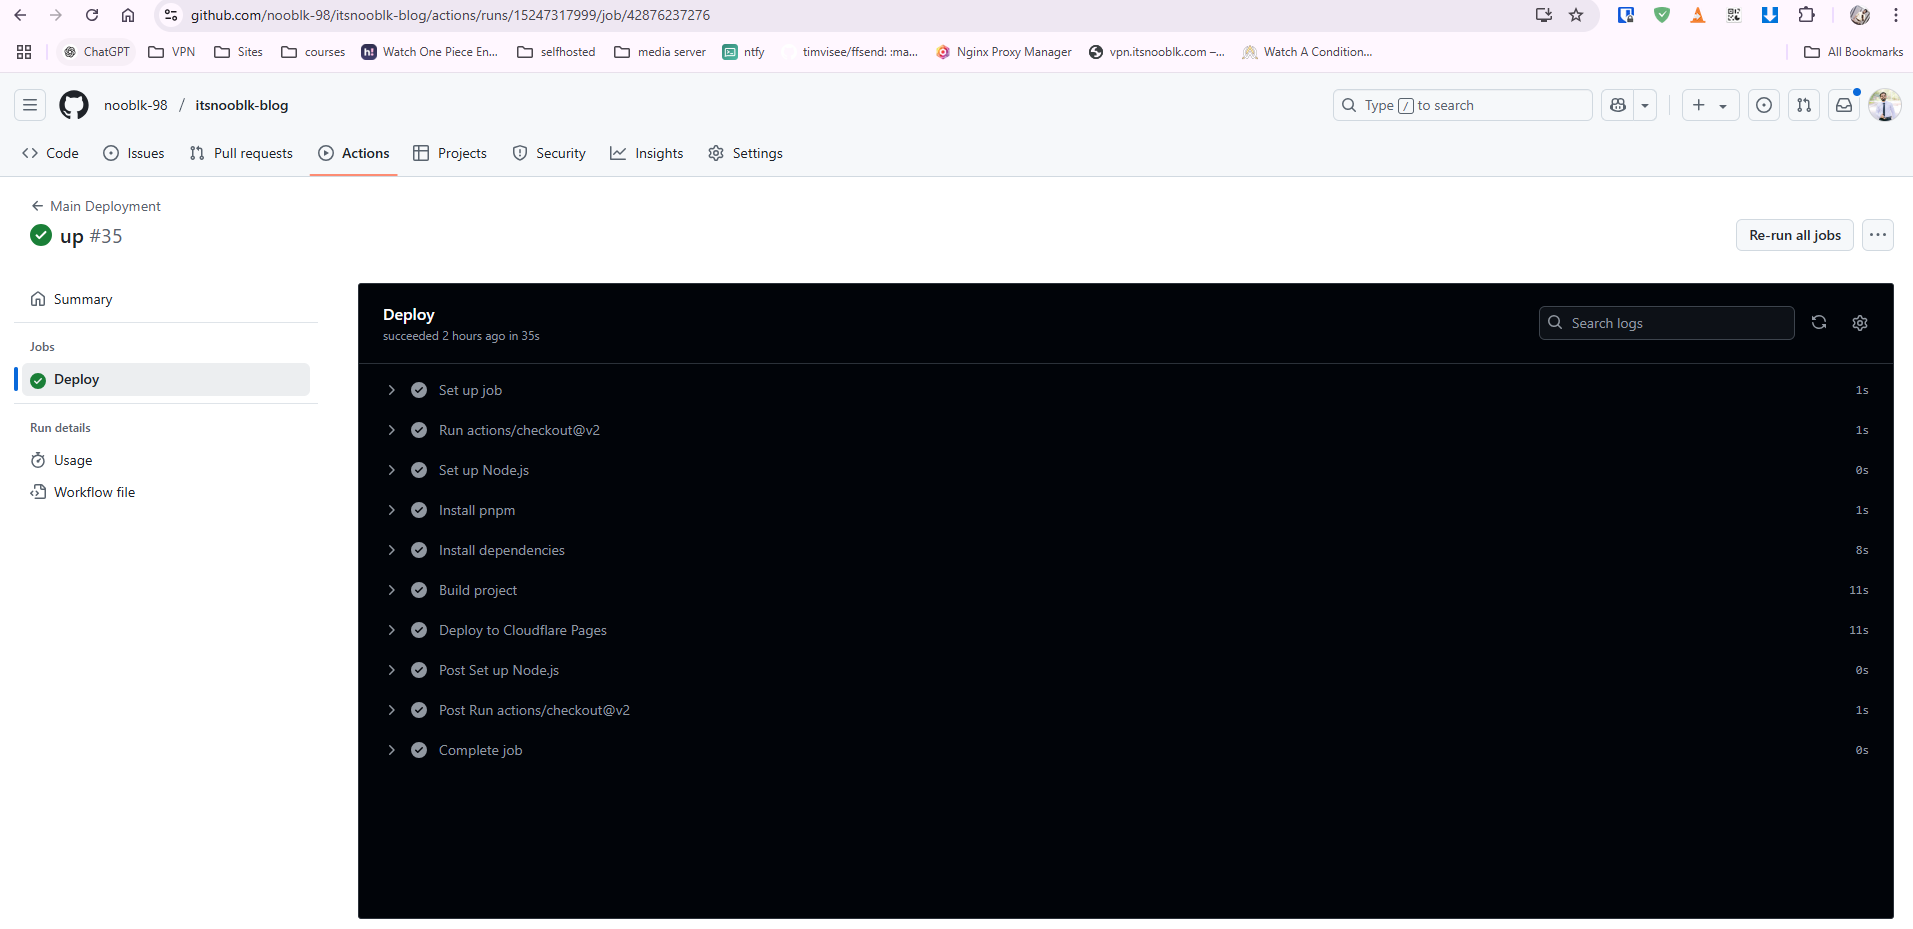 github.com/nooblk-98/itsnooblk-blog/actions/runs/15247317999/job/42876237276
ChatGPT VPN Sites courses h! Watch One Piece En... selfhosted media server ntfy timvisee/ffsend: :ma... Nginx Proxy Manager vpn.itsnooblk.com –... Watch A Condition... All Bookmarks
nooblk-98 / itsnooblk-blog Type / to search
Code Issues Pull requests Actions Projects Security Insights Settings
Main Deployment
up #35 Re-run all jobs
Summary
Jobs
Deploy
Run details
Usage
Workflow file
Deploy
succeeded 2 hours ago in 35s
Search logs
Set up job 1s
Run actions/checkout@v2 1s
Set up Node.js 0s
Install pnpm 1s
Install dependencies 8s
Build project 11s
Deploy to Cloudflare Pages 11s
Post Set up Node.js 0s
Post Run actions/checkout@v2 1s
Complete job 0s